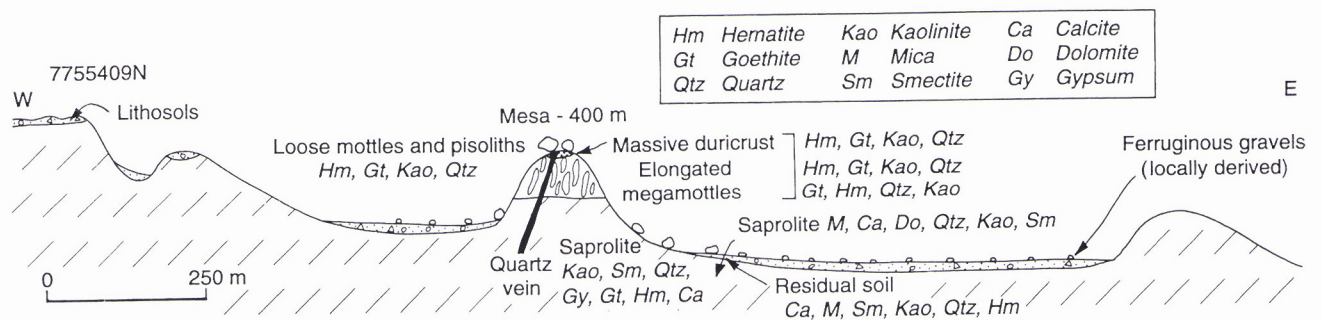 Hm Hematite Kao Kaolinite Ca Calcite
Gt Goethite M Mica Do Dolomite
Qtz Quartz Sm Smectite Gy Gypsum
7755409N
W
E
Lithosols
Mesa - 400 m
Loose mottles and pisoliths
Hm, Gt, Kao, Qtz
Massive duricrust
Elongated
megamottles
Hm, Gt, Kao, Qtz
Hm, Gt, Kao, Qtz
Gt, Hm, Qtz, Kao
Ferruginous gravels
(locally derived)
Saprolite M, Ca, Do, Qtz, Kao, Sm
Quartz
vein
Saprolite
Kao, Sm, Qtz,
Gy, Gt, Hm, Ca
Residual soil
Ca, M, Sm, Kao, Qtz, Hm
0 250 m